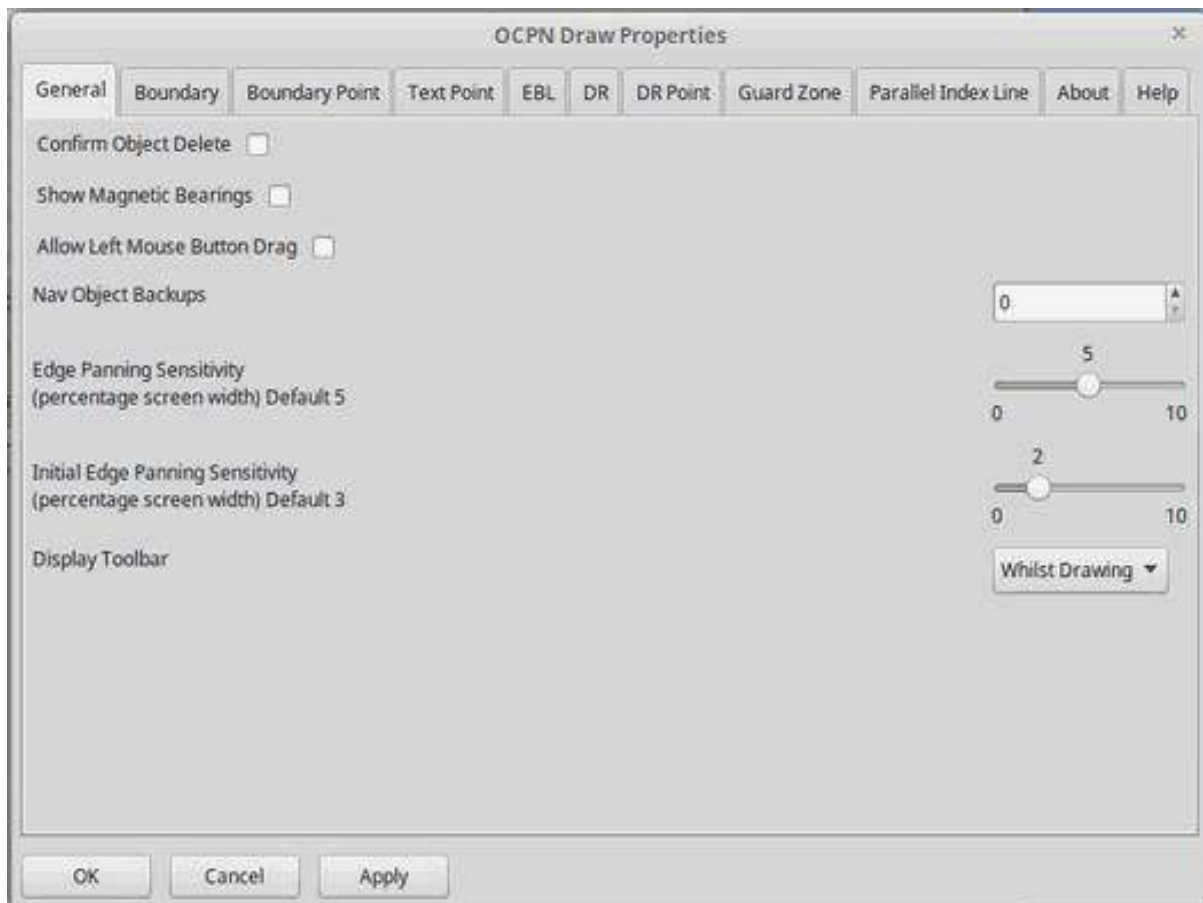 OCPN Draw Properties
General Boundary Boundary Point Text Point EBL DR DR Point Guard Zone Parallel Index Line About Help
Confirm Object Delete
Show Magnetic Bearings
Allow Left Mouse Button Drag
Nav Object Backups 0
5
Edge Panning Sensitivity
(percentage screen width) Default 5
0 10
2
Initial Edge Panning Sensitivity
(percentage screen width) Default 3
0 10
Display Toolbar Whilst Drawing
OK Cancel Apply